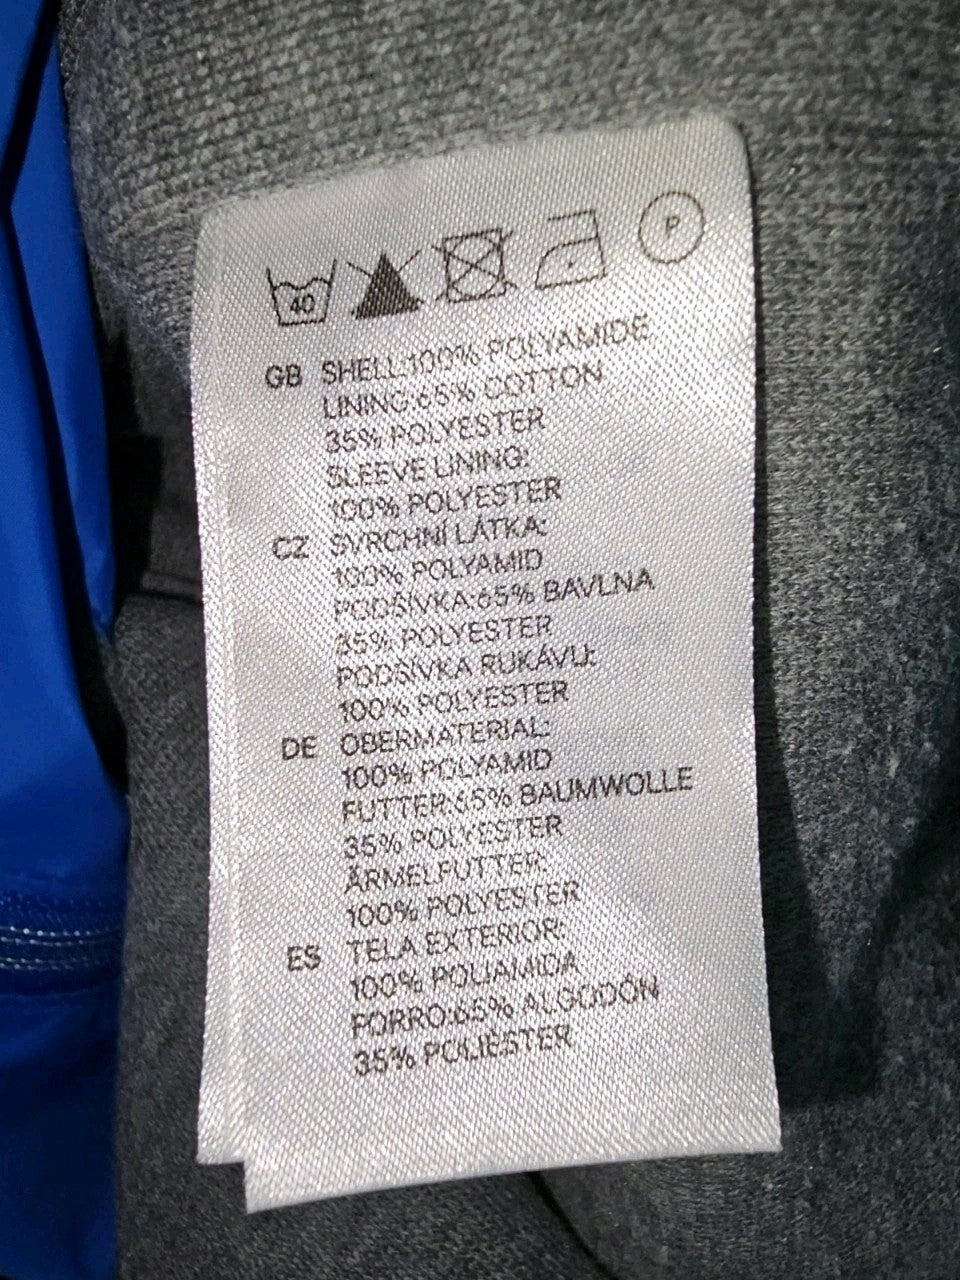 40 P
GB SHELL:100% POLYAMIDE
LINING:65% COTTON
35% POLYESTER
SLEEVE LINING:
100% POLYESTER
CZ SVRCHNÍ LÁTKA:
100% POLYAMID
PODŠÍVKA:65% BAVLNA
35% POLYESTER
PODŠÍVKA RUKÁVU:
100% POLYESTER
DE OBERMATERIAL:
100% POLYAMID
FUTTER:65% BAUMWOLLE
35% POLYESTER
ÄRMELFUTTER:
100% POLYESTER
ES TELA EXTERIOR:
100% POLIAMIDA
FORRO:65% ALGODÓN
35% POLIÉSTER